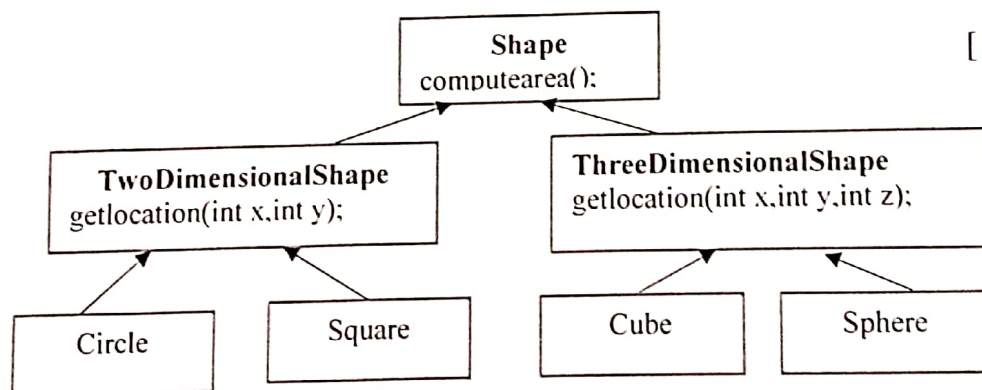 Shape
[
computearea();
TwoDimensionalShape
getlocation(int x,int y);
ThreeDimensionalShape
getlocation(int x,int y,int z);
Circle
Square
Cube
Sphere